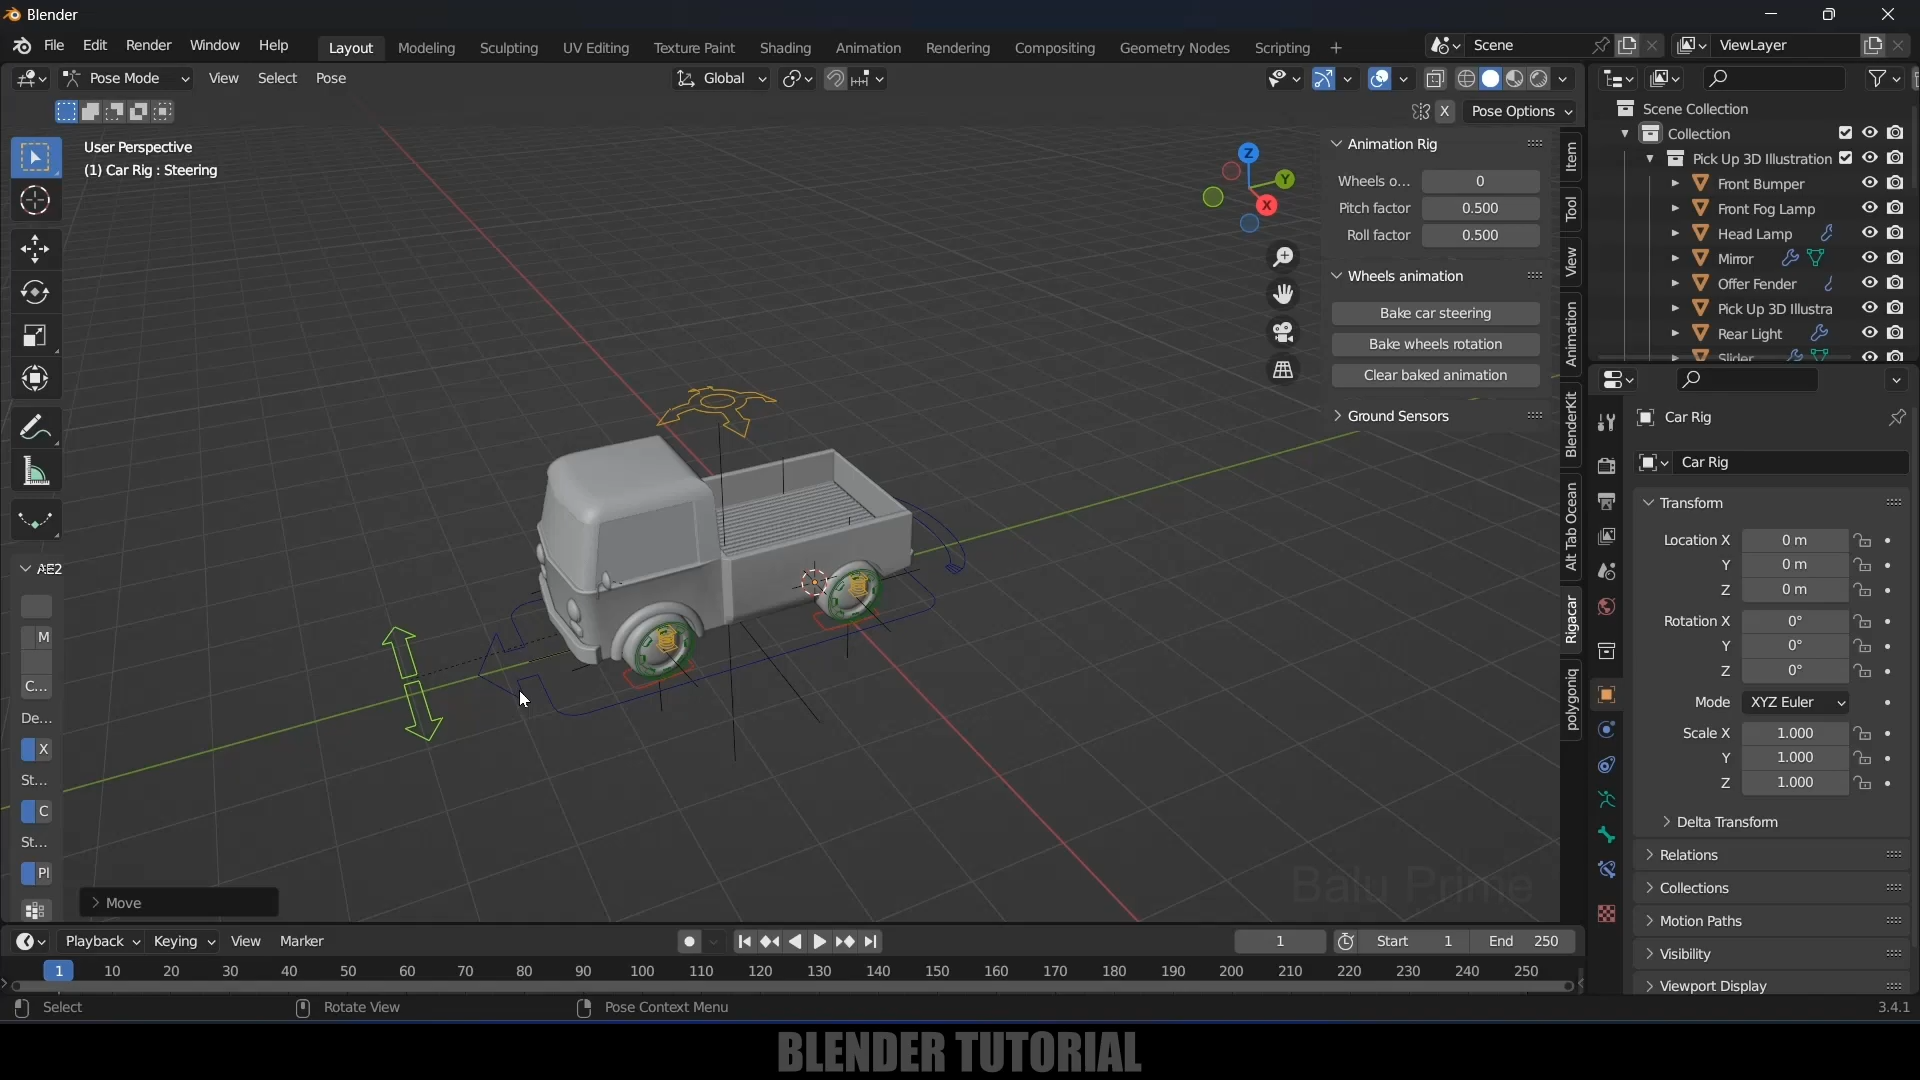 Blender
File Edit Render Window Help Layout Modeling Sculpting UV Editing Texture Paint Shading Animation Rendering Compositing Geometry Nodes Scripting + Scene ViewLayer
Pose Mode View Select Pose Global
X Pose Options
User Perspective
(1) Car Rig : Steering
Z
Y
X
Animation Rig
Wheels o... 0
Pitch factor 0.500
Roll factor 0.500
Wheels animation
Bake car steering
Bake wheels rotation
Clear baked animation
Ground Sensors
Item
Tool
View
Animation
BlenderKit
Alt Tab Ocean
Rigacar
polygoniq
Scene Collection
Collection
Pick Up 3D Illustration
Front Bumper
Front Fog Lamp
Head Lamp
Mirror
Offer Fender
Pick Up 3D Illustra
Rear Light
Slider
Car Rig
Car Rig
Transform
Location X 0 m
Y 0 m
Z 0 m
Rotation X 0°
Y 0°
Z 0°
Mode XYZ Euler
Scale X 1.000
Y 1.000
Z 1.000
Delta Transform
Relations
Collections
Motion Paths
Visibility
Viewport Display
AE2
M
C...
De...
X
St...
C
St...
Pl
Move
Balu Prime
Playback Keying View Marker 1 Start 1 End 250
1 10 20 30 40 50 60 70 80 90 100 110 120 130 140 150 160 170 180 190 200 210 220 230 240 250
Select Rotate View Pose Context Menu 3.4.1
BLENDER TUTORIAL